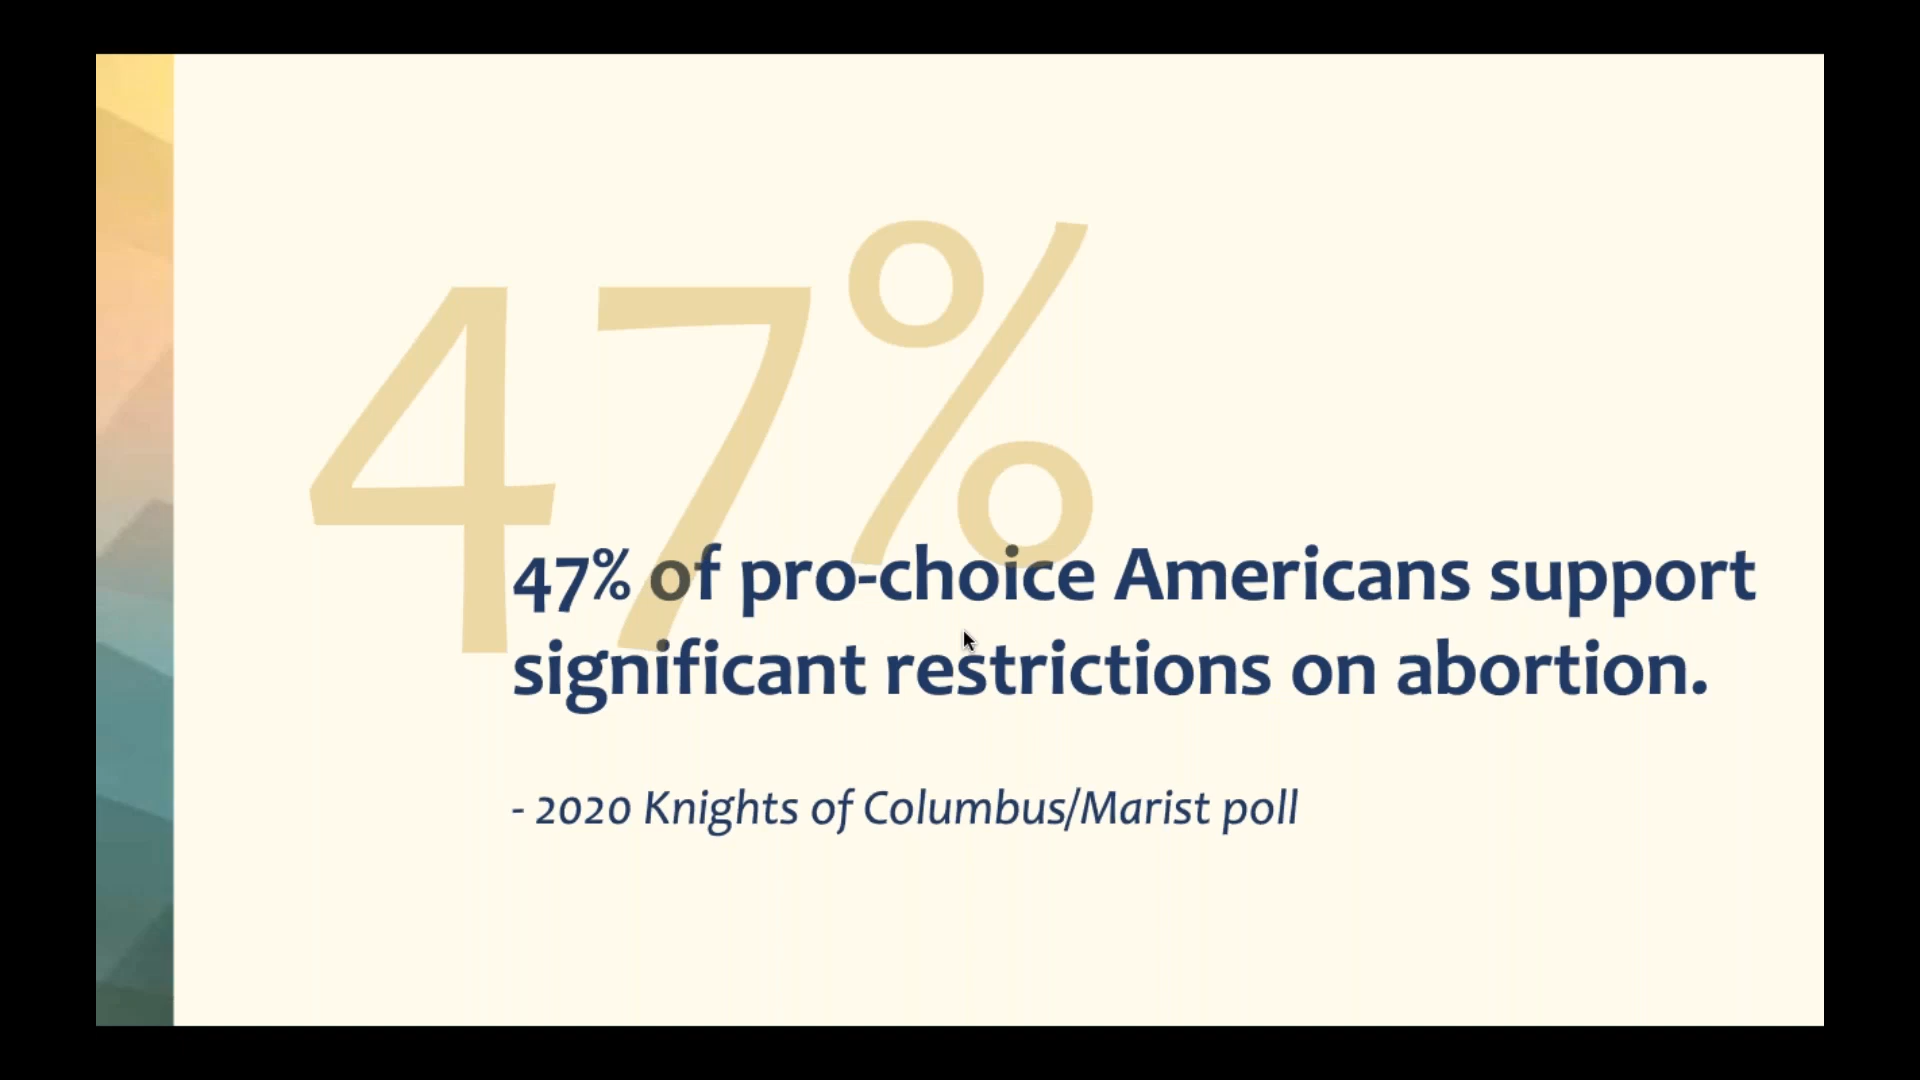 47%
47% of pro-choice Americans support
significant restrictions on abortion.
- 2020 Knights of Columbus/Marist poll